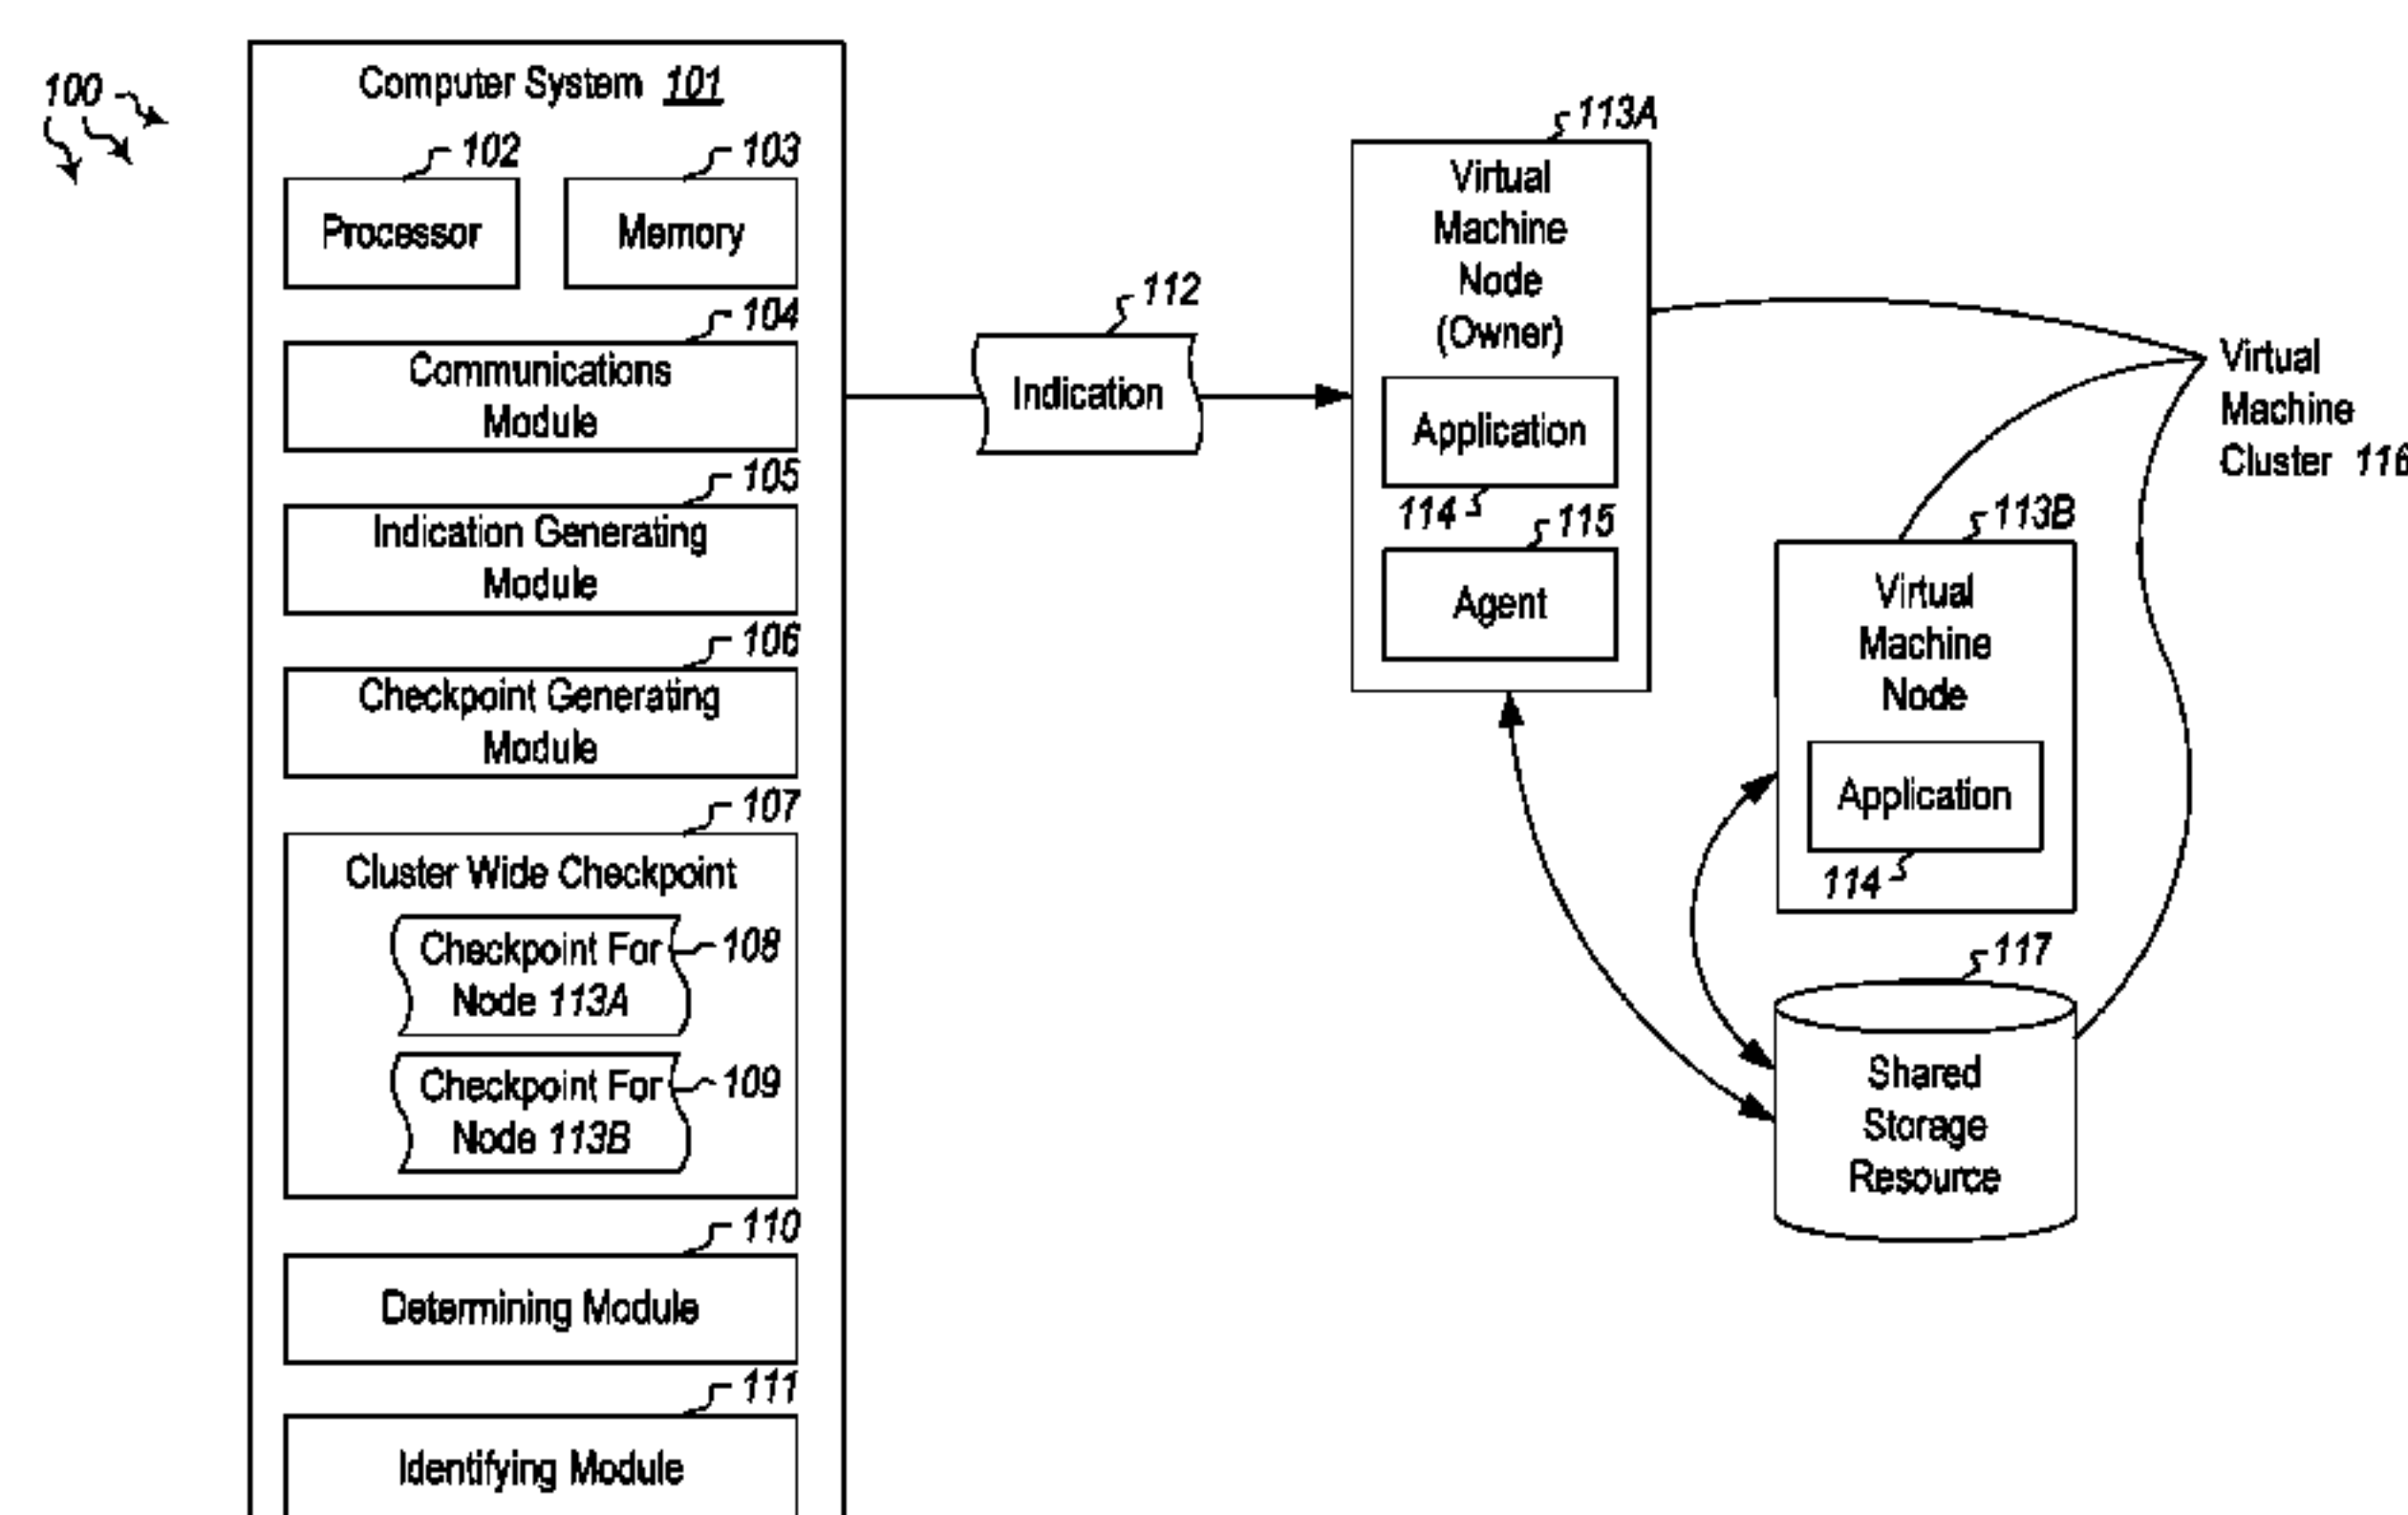 100
Computer System 101
102
103
Processor
Memory
104
Communications
Module
105
Indication Generating
Module
106
Checkpoint Generating
Module
107
Cluster Wide Checkpoint
Checkpoint For
Node 113A
108
Checkpoint For
Node 113B
109
110
Determining Module
111
Identifying Module
112
Indication
113A
Virtual
Machine
Node
(Owner)
Application
114
115
Agent
Virtual
Machine
Cluster 116
113B
Virtual
Machine
Node
Application
114
117
Shared
Storage
Resource